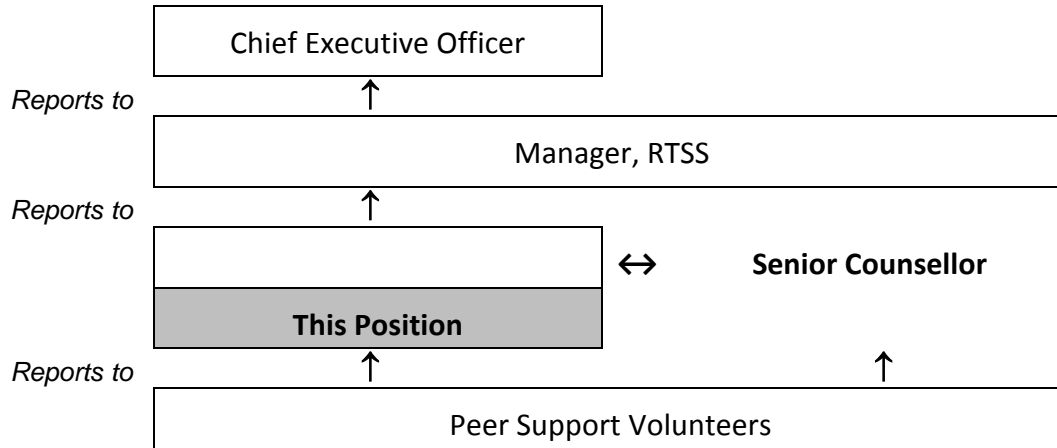 Chief Executive Officer
Reports to ↑
Manager, RTSS
Reports to ↑
↔ Senior Counsellor
This Position
Reports to ↑ ↑
Peer Support Volunteers